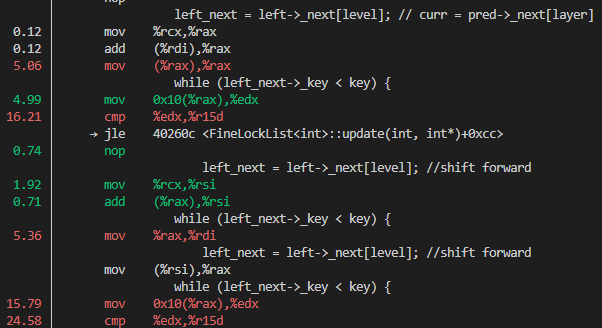 nop
left_next = left->_next[level]; // curr = pred->_next[layer]
0.12 mov %rcx,%rax
0.12 add (%rdi),%rax
5.06 mov (%rax),%rax
while (left_next->_key < key) {
4.99 mov 0x10(%rax),%edx
16.21 cmp %edx,%r15d
→ jle 40260c <FineLockList<int>::update(int, int*)+0xcc>
0.74 nop
left_next = left_next->_next[level]; //shift forward
1.92 mov %rcx,%rsi
0.71 add (%rax),%rsi
while (left_next->_key < key) {
5.36 mov %rax,%rdi
left_next = left_next->_next[level]; //shift forward
mov (%rsi),%rax
while (left_next->_key < key) {
15.79 mov 0x10(%rax),%edx
24.58 cmp %edx,%r15d